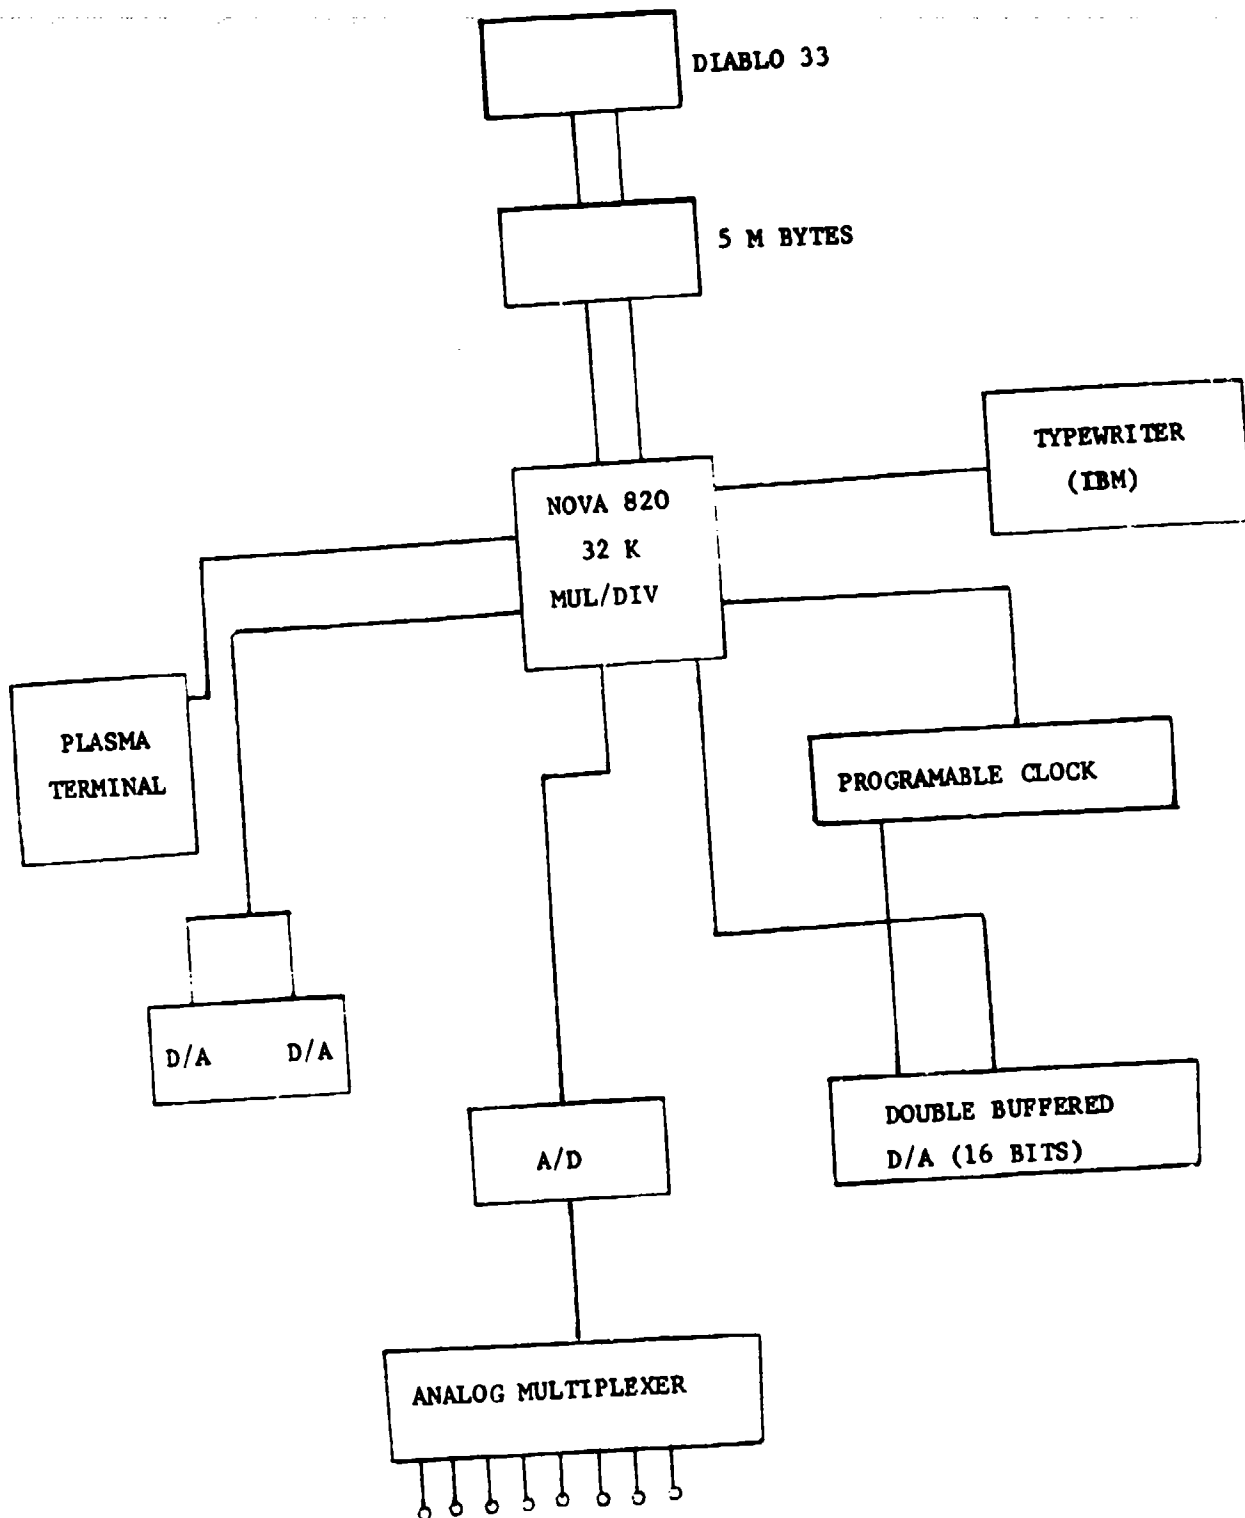 DIABLO 33
5 M BYTES
TYPEWRITER
(IBM)
NOVA 820
32 K
MUL/DIV
PLASMA
TERMINAL
PROGRAMABLE CLOCK
D/A D/A
DOUBLE BUFFERED
D/A (16 BITS)
A/D
ANALOG MULTIPLEXER